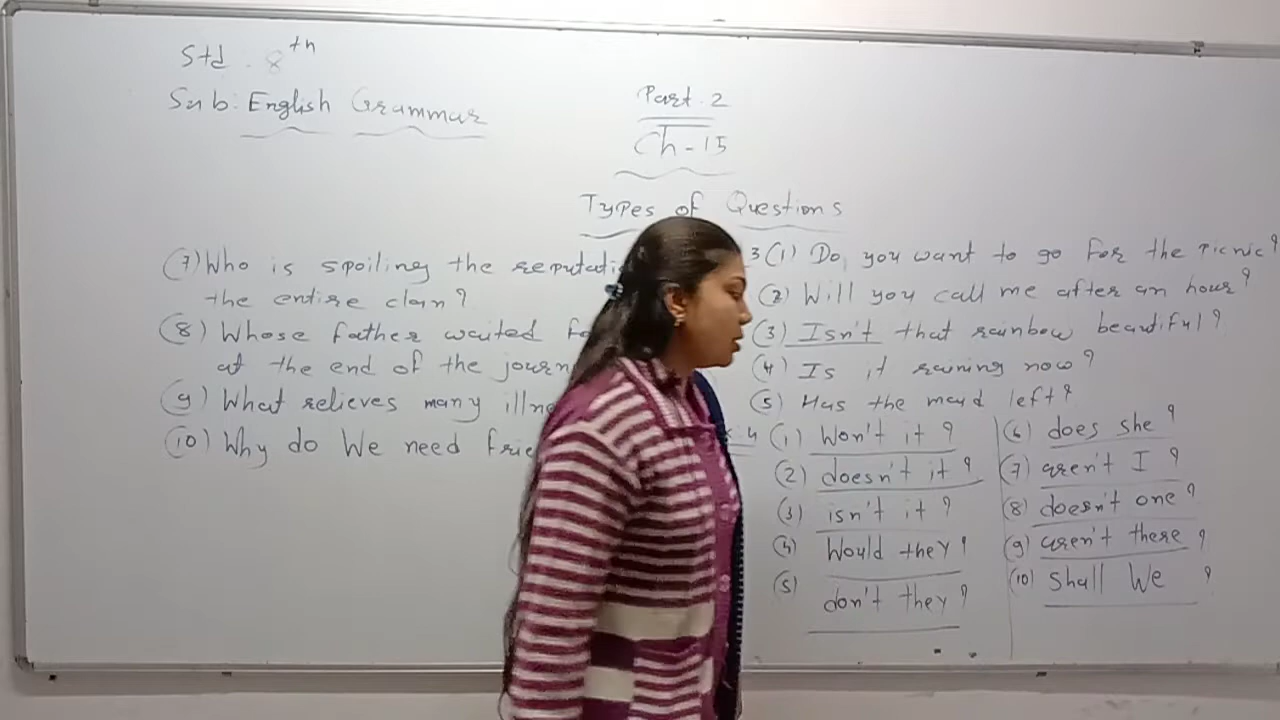 Std. 8th
Sub: English Grammar
Part. 2
Ch-15
Types of Questions
(7) Who is spoiling the
the entire clan?
(8) Whose father waited
at the end of the
(9) What relieves many
(10) Why do We need
3 (1) Do you want to go for the picnic?
(2) Will you call me after an hour?
(3) Isn't that rainbow beautiful?
(4) Is it raining now?
(5) Has the maid left?
4 (1) Won't it?
(2) doesn't it?
(3) isn't it?
(4) Would they?
(5) don't they?
(6) does she?
(7) aren't I?
(8) doesn't one?
(9) aren't there?
(10) Shall We ?